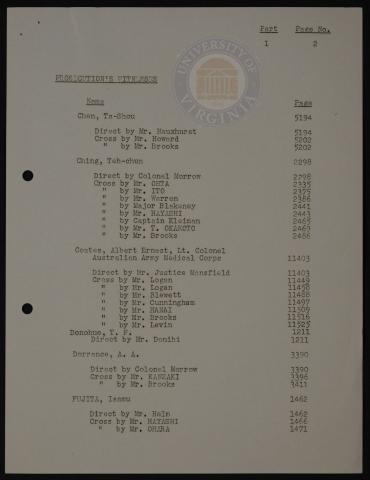 Part Page No.
1 2
UNIVERSITY OF VIRGINIA
PROSECUTION'S WITNESSES
Name Page
Chen, Ta-Shou 5194
Direct by Mr. Hauxhurst 5194
Cross by Mr. Howard 5202
" by Mr. Brooks 5202
Ching, Teh-chun 2298
Direct by Colonel Morrow 2298
Cross by Mr. OHTA 2335
" by Mr. ITO 2375
" by Mr. Warren 2386
" by Major Blakeney 2441
" by Mr. HAYASHI 2443
" by Captain Kleiman 2465
" by Mr. T. OKAMOTO 2469
" by Mr. Brooks 2486
Coates, Albert Ernest, Lt. Colonel
Australian Army Medical Corps 11403
Direct by Mr. Justice Mansfield 11403
Cross by Mr. Logan 11449
" by Mr. Logan 11458
" by Mr. Blewett 11488
" by Mr. Cunningham 11497
" by Mr. HANAI 11509
" by Mr. Brooks 11516
" by Mr. Levin 11525
Donohue, T. F. 1211
Direct by Mr. Donihi 1211
Dorrance, A. A. 3390
Direct by Colonel Morrow 3390
Cross by Mr. KANZAKI 3396
" by Mr. Brooks 3411
FUJITA, Isamu 1462
Direct by Mr. Helm 1462
Cross by Mr. HAYASHI 1466
" by Mr. OHARA 1471